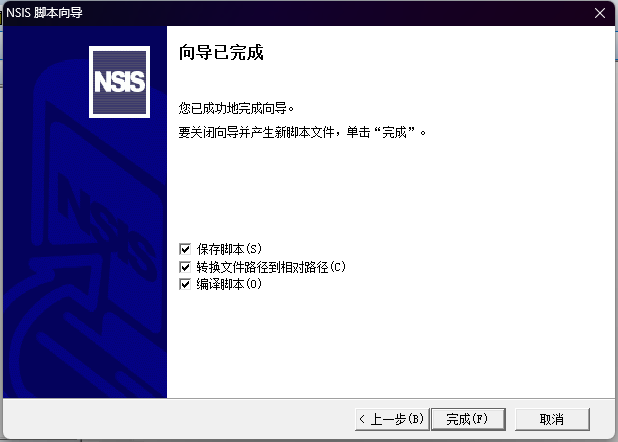 NSIS 脚本向导
NSIS
NSIS
向导已完成
您已成功地完成向导。
要关闭向导并产生新脚本文件，单击“完成”。
保存脚本(S)
转换文件路径到相对路径(C)
编译脚本(O)
< 上一步(B)
完成(F)
取消